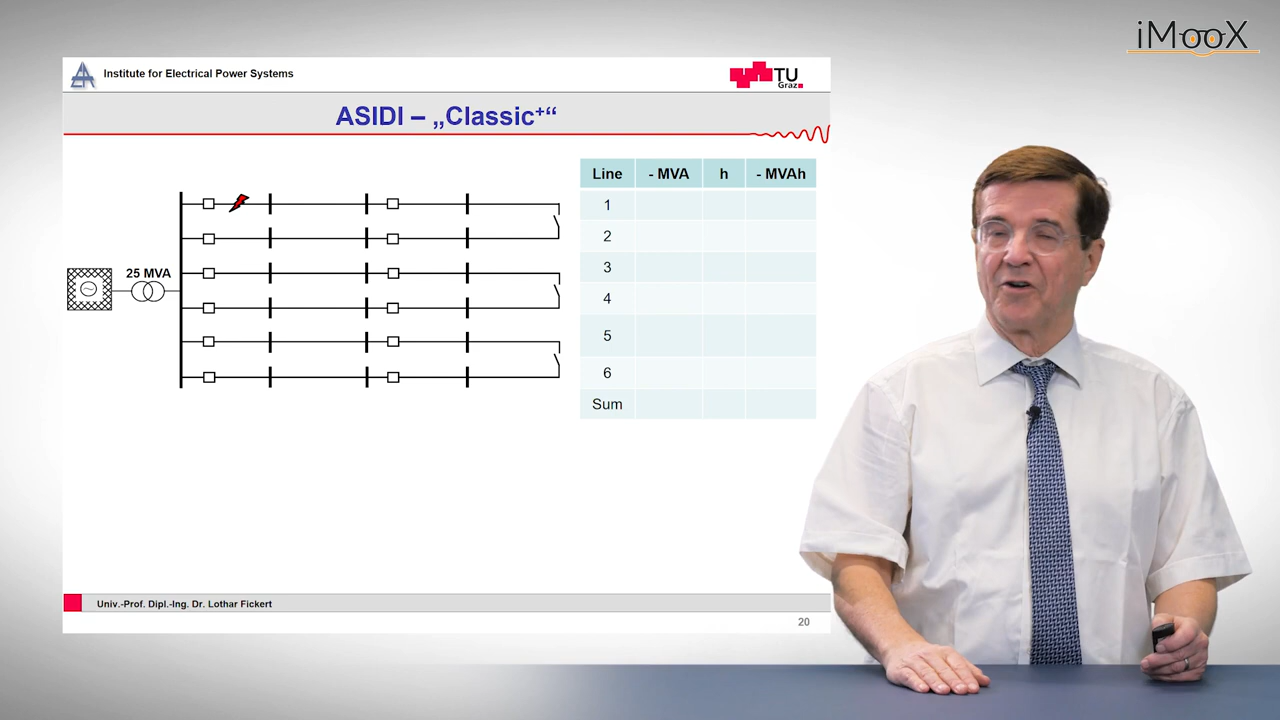 iMooX
Institute for Electrical Power Systems
TU
Graz
ASIDI – „Classic+“
25 MVA
Line - MVA h - MVAh
1
2
3
4
5
6
Sum
Univ.-Prof. Dipl.-Ing. Dr. Lothar Fickert
20